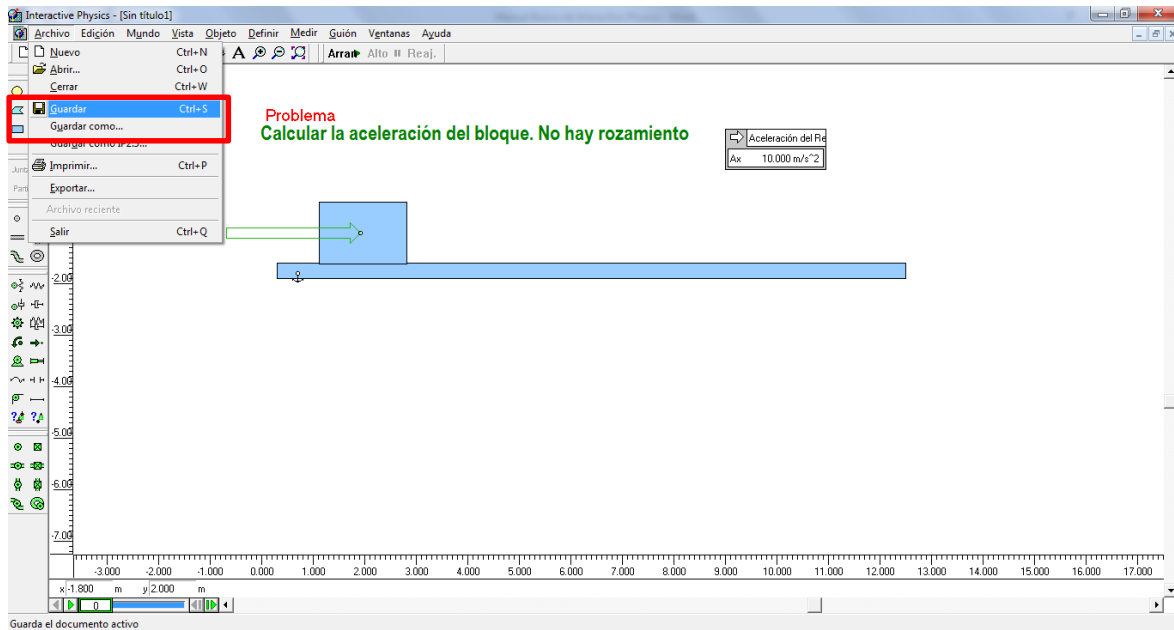 Interactive Physics - [Sin título1]
Archivo Edición Mundo Vista Objeto Definir Medir Guión Ventanas Ayuda
Nuevo Ctrl+N
A Arrar Alto Reaj.
Abrir... Ctrl+O
Cerrar Ctrl+W
Guardar Ctrl+S
Guardar como...
Guardar como IP2.5...
Imprimir... Ctrl+P
Exportar...
Archivo reciente
Salir Ctrl+Q
Problema
Calcular la aceleración del bloque. No hay rozamiento
Aceleración del Re
Ax 10.000 m/s^2
-2.00
-3.00
-4.00
-5.00
-6.00
-7.00
-3.000 -2.000 -1.000 0.000 1.000 2.000 3.000 4.000 5.000 6.000 7.000 8.000 9.000 10.000 11.000 12.000 13.000 14.000 15.000 16.000 17.000
x -1.800 m y 2.000 m
0
Guarda el documento activo